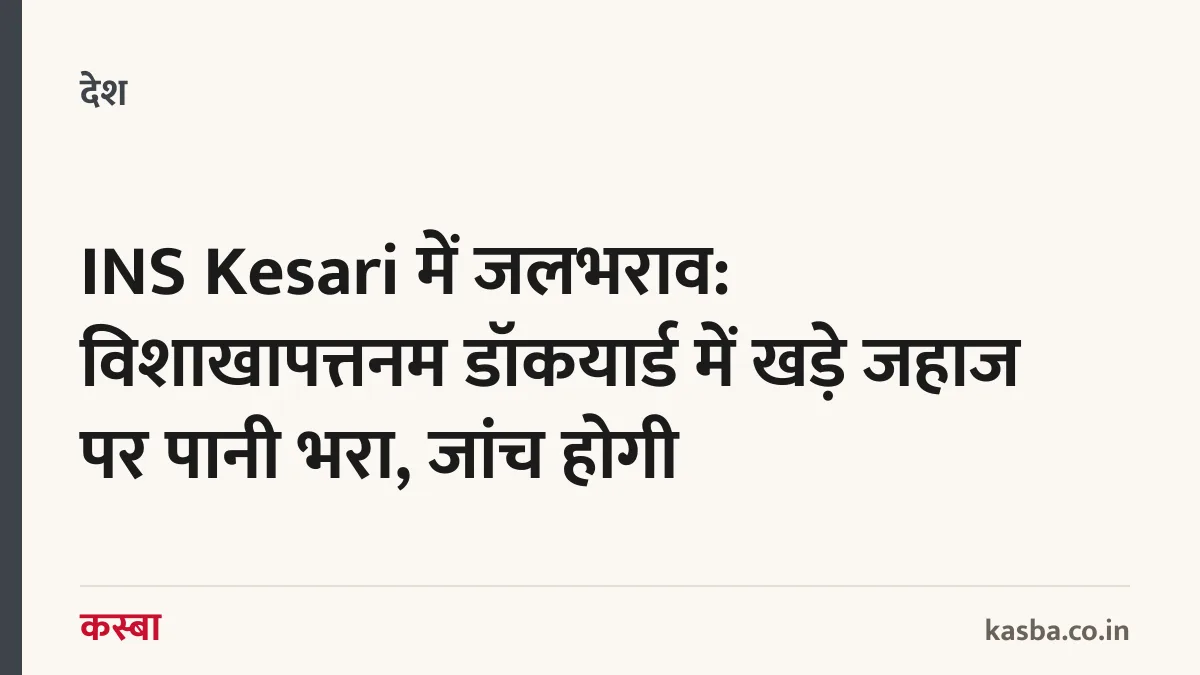 देश
INS Kesari में जलभराव:
विशाखापत्तनम डॉकयार्ड में खड़े जहाज
पर पानी भरा, जांच होगी
कस्बा
kasba.co.in